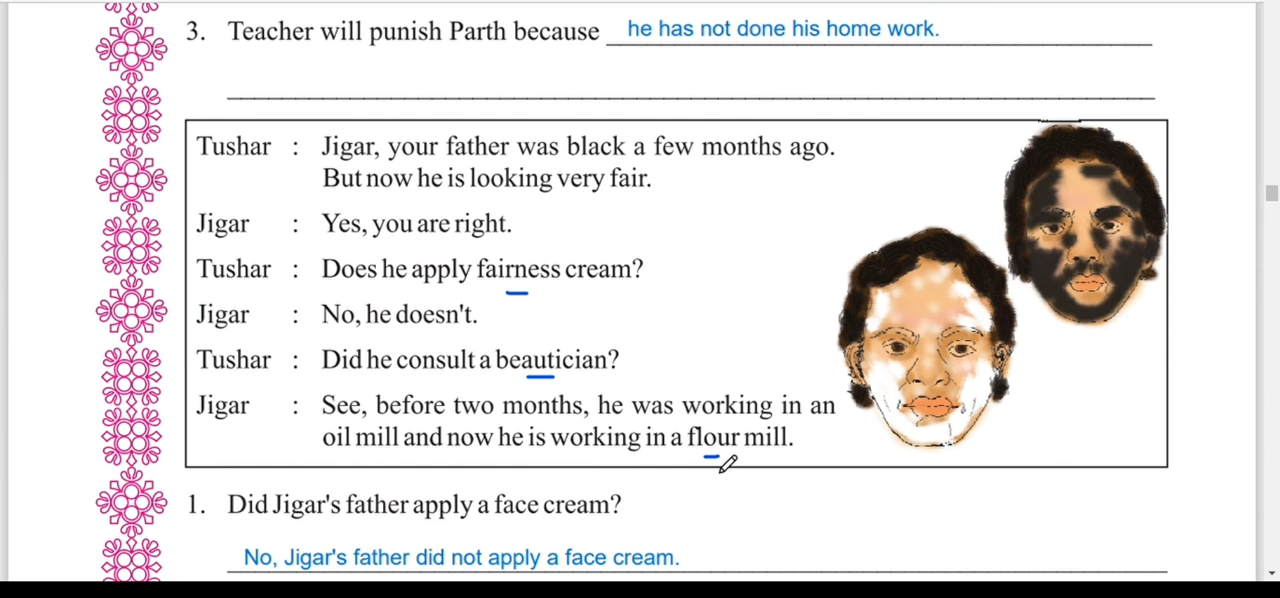 3. Teacher will punish Parth because he has not done his home work.
Tushar : Jigar, your father was black a few months ago.
But now he is looking very fair.
Jigar : Yes, you are right.
Tushar : Does he apply fairness cream?
Jigar : No, he doesn't.
Tushar : Did he consult a beautician?
Jigar : See, before two months, he was working in an
oil mill and now he is working in a flour mill.
1. Did Jigar's father apply a face cream?
No, Jigar's father did not apply a face cream.